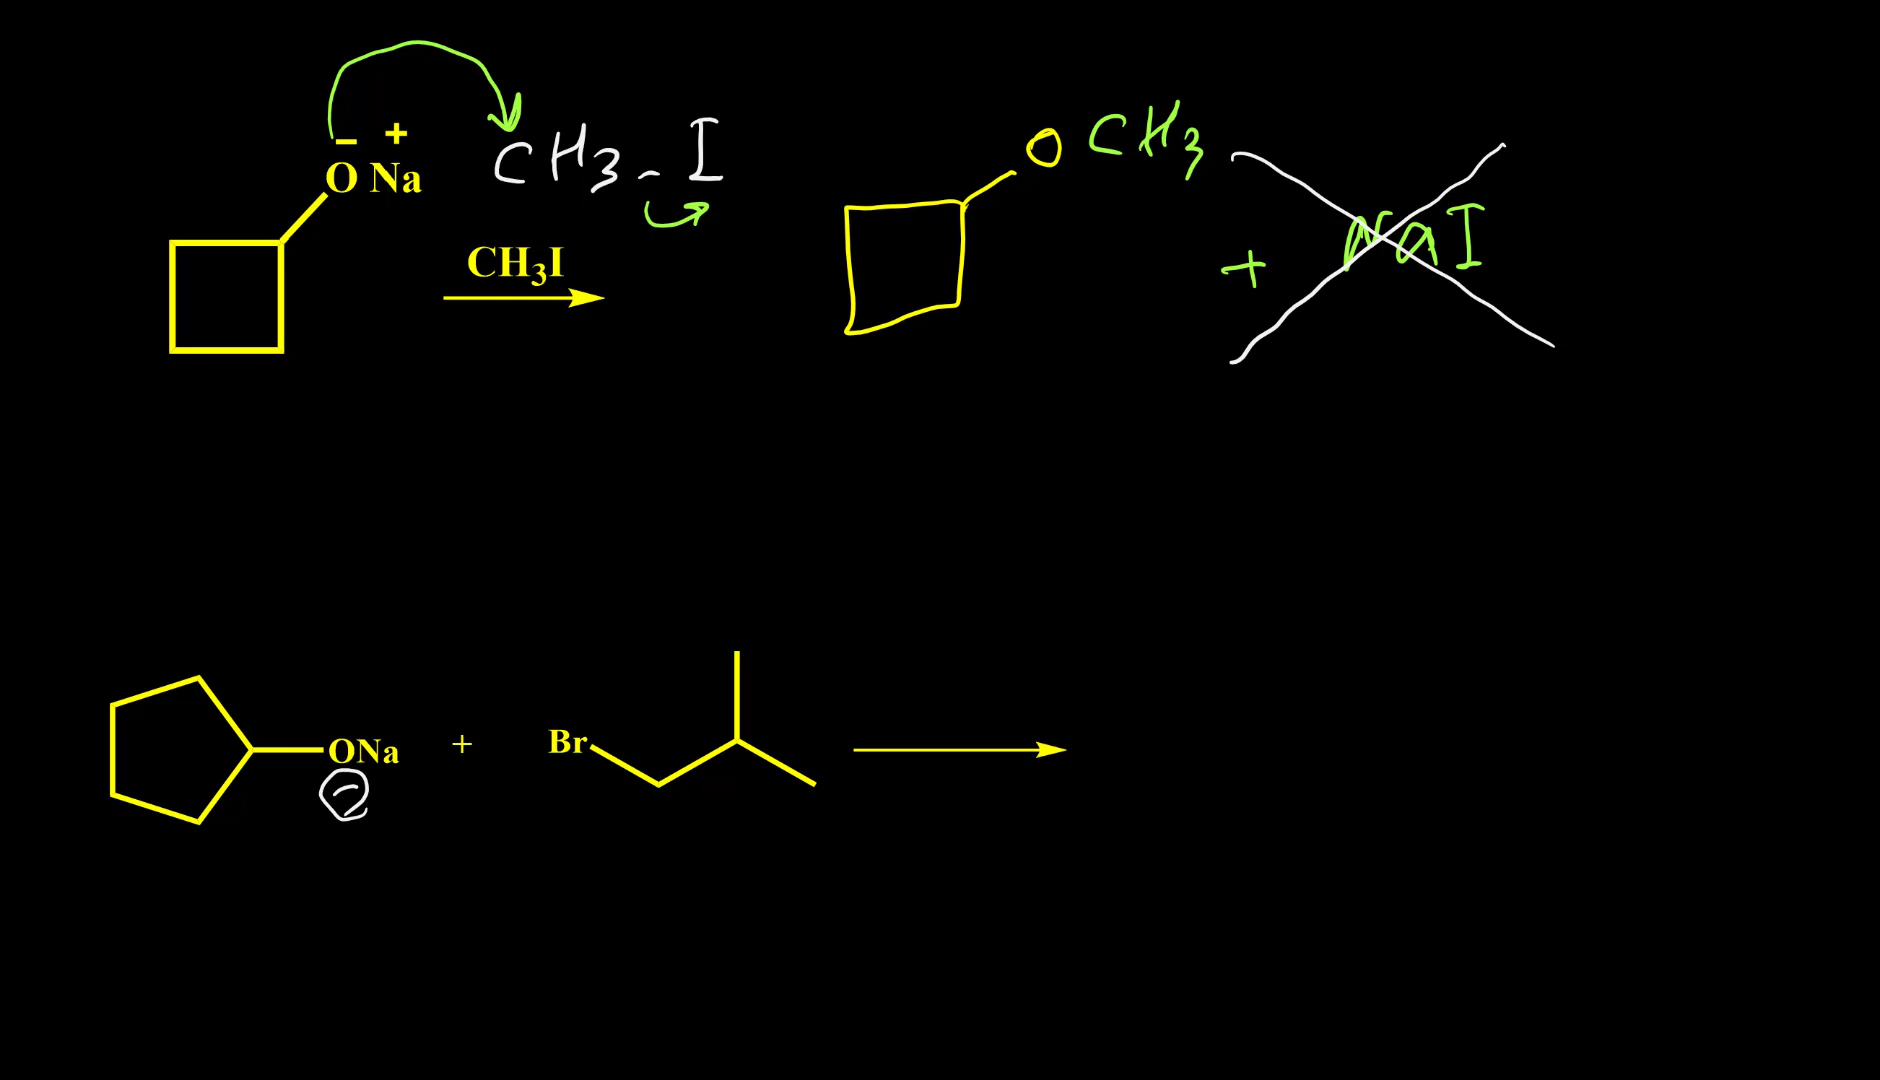 − +
O Na
CH3 - I
CH₃I
O CH3
+ NaI
ONa
−
+
Br